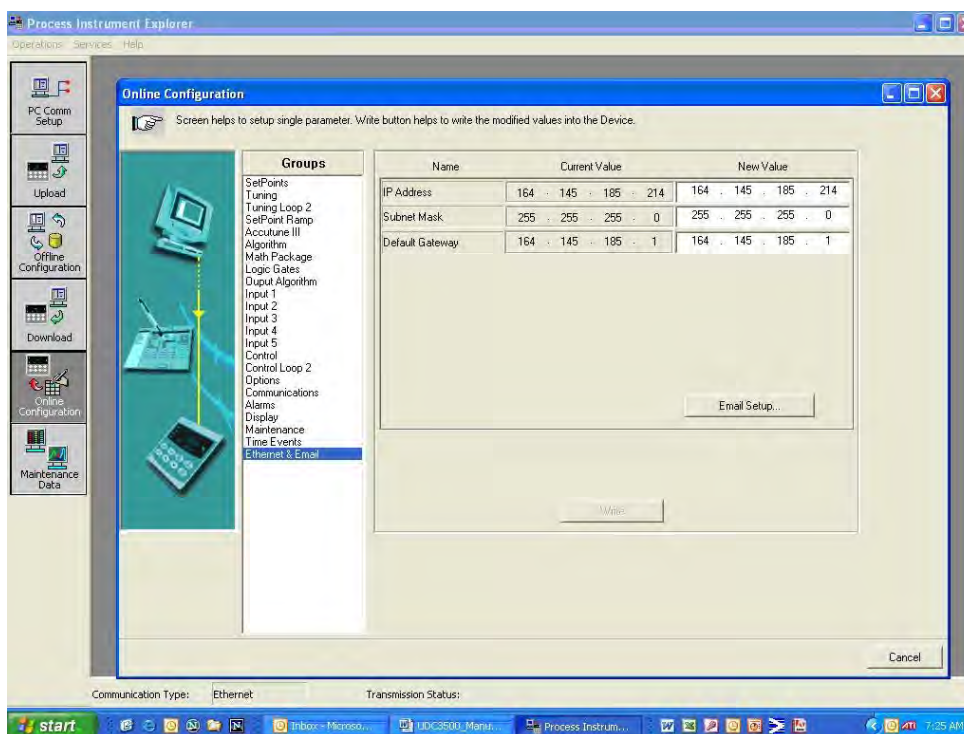 Process Instrument Explorer
Operations Services Help
PC Comm
Setup
Upload
Offline
Configuration
Download
Online
Configuration
Maintenance
Data
Online Configuration
Screen helps to setup single parameter. Write button helps to write the modified values into the Device.
Groups
SetPoints
Tuning
Tuning Loop 2
SetPoint Ramp
Accutune III
Algorithm
Math Package
Logic Gates
Ouput Algorithm
Input 1
Input 2
Input 3
Input 4
Input 5
Control
Control Loop 2
Options
Communications
Alarms
Display
Maintenance
Time Events
Ethernet & Email
Name Current Value New Value
IP Address 164 . 145 . 185 . 214 164 . 145 . 185 . 214
Subnet Mask 255 . 255 . 255 . 0 255 . 255 . 255 . 0
Default Gateway 164 . 145 . 185 . 1 164 . 145 . 185 . 1
Email Setup...
Write
Cancel
Communication Type: Ethernet Transmission Status:
start Inbox - Microso... UDC3500_Manu... Process Instrum... 7:25 AM